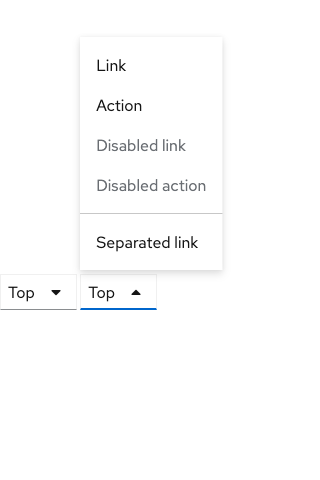 Link
Action
Disabled link
Disabled action
Separated link
Top
Top